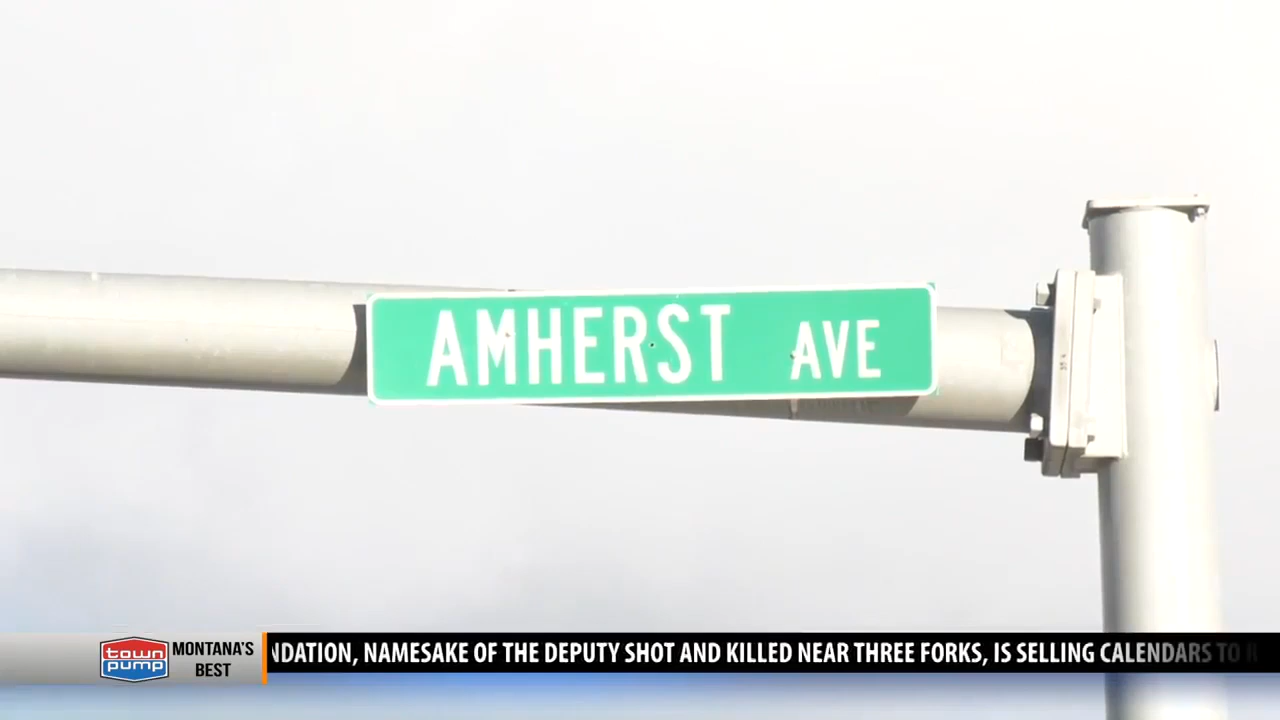 AMHERST AVE
town
pump
MONTANA'S
BEST
NDATION, NAMESAKE OF THE DEPUTY SHOT AND KILLED NEAR THREE FORKS, IS SELLING CALENDARS TO